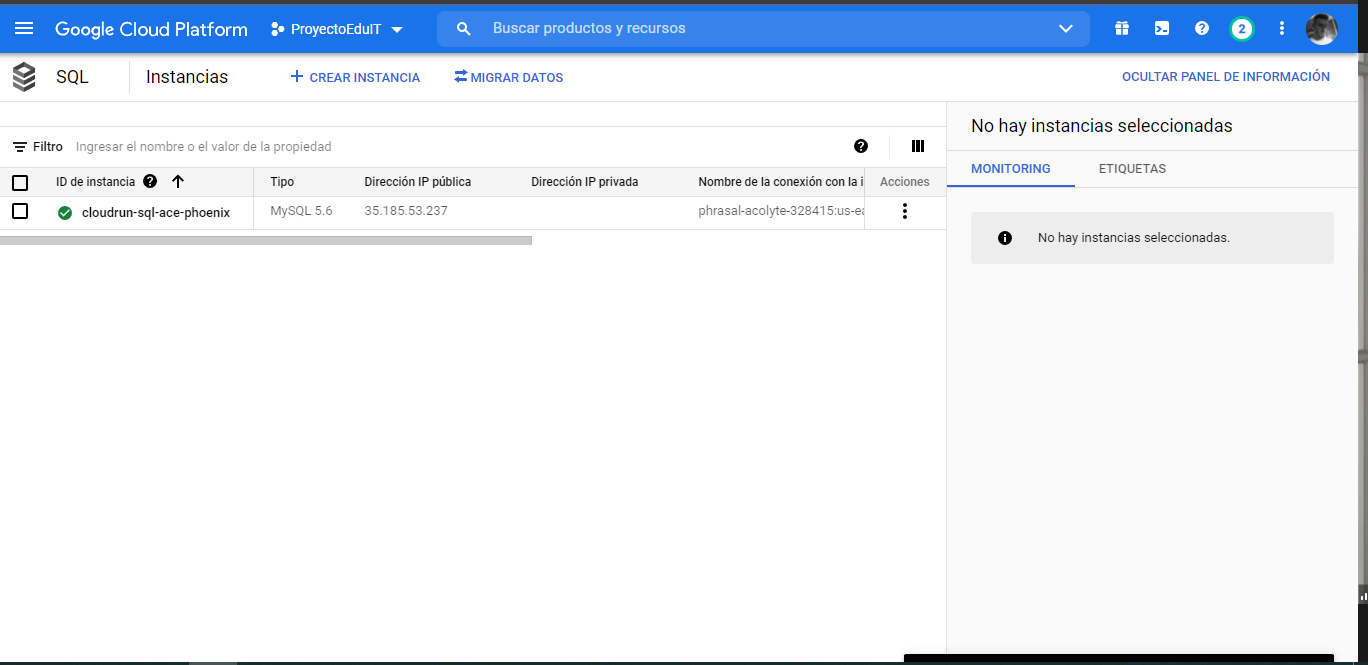 Google Cloud Platform ProyectoEduIT Buscar productos y recursos 2
SQL Instancias CREAR INSTANCIA MIGRAR DATOS OCULTAR PANEL DE INFORMACIÓN
No hay instancias seleccionadas
Filtro Ingresar el nombre o el valor de la propiedad
MONITORING ETIQUETAS
ID de instancia Tipo Dirección IP pública Dirección IP privada Nombre de la conexión con la i Acciones
cloudrun-sql-ace-phoenix MySQL 5.6 35.185.53.237 phrasal-acolyte-328415:us-ea
No hay instancias seleccionadas.